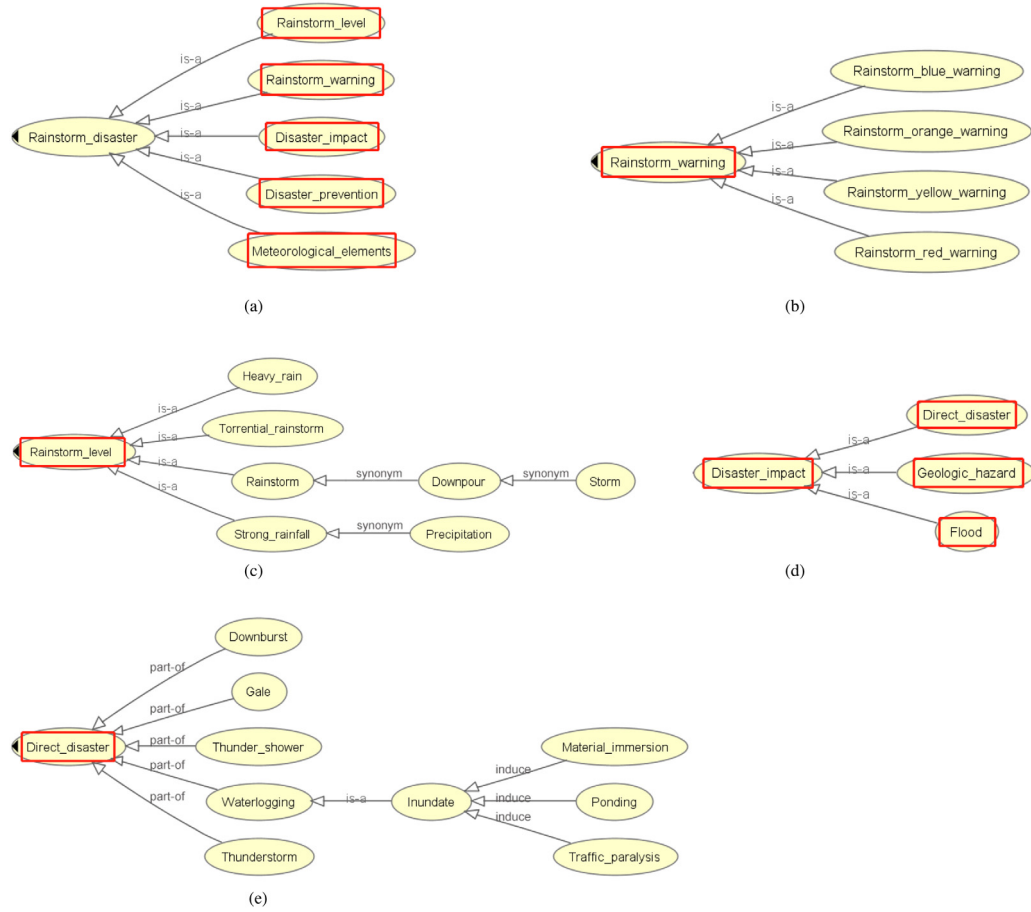 Rainstorm_level
is-a
Rainstorm_warning
is-a
Rainstorm_disaster
is-a
Disaster_impact
is-a
Disaster_prevention
is-a
Meteorological_elements
(a)
Rainstorm_blue_warning
is-a
Rainstorm_orange_warning
is-a
Rainstorm_warning
is-a
Rainstorm_yellow_warning
is-a
Rainstorm_red_warning
(b)
Heavy_rain
is-a
Torrential_rainstorm
is-a
Rainstorm_level
is-a
Rainstorm
synonym
Downpour
synonym
Storm
is-a
Strong_rainfall
synonym
Precipitation
(c)
Direct_disaster
is-a
Disaster_impact
is-a
Geologic_hazard
is-a
Flood
(d)
Downburst
part-of
Gale
part-of
Direct_disaster
part-of
Thunder_shower
part-of
Waterlogging
is-a
Inundate
induce
Material_immersion
induce
Ponding
induce
Traffic_paralysis
part-of
Thunderstorm
(e)